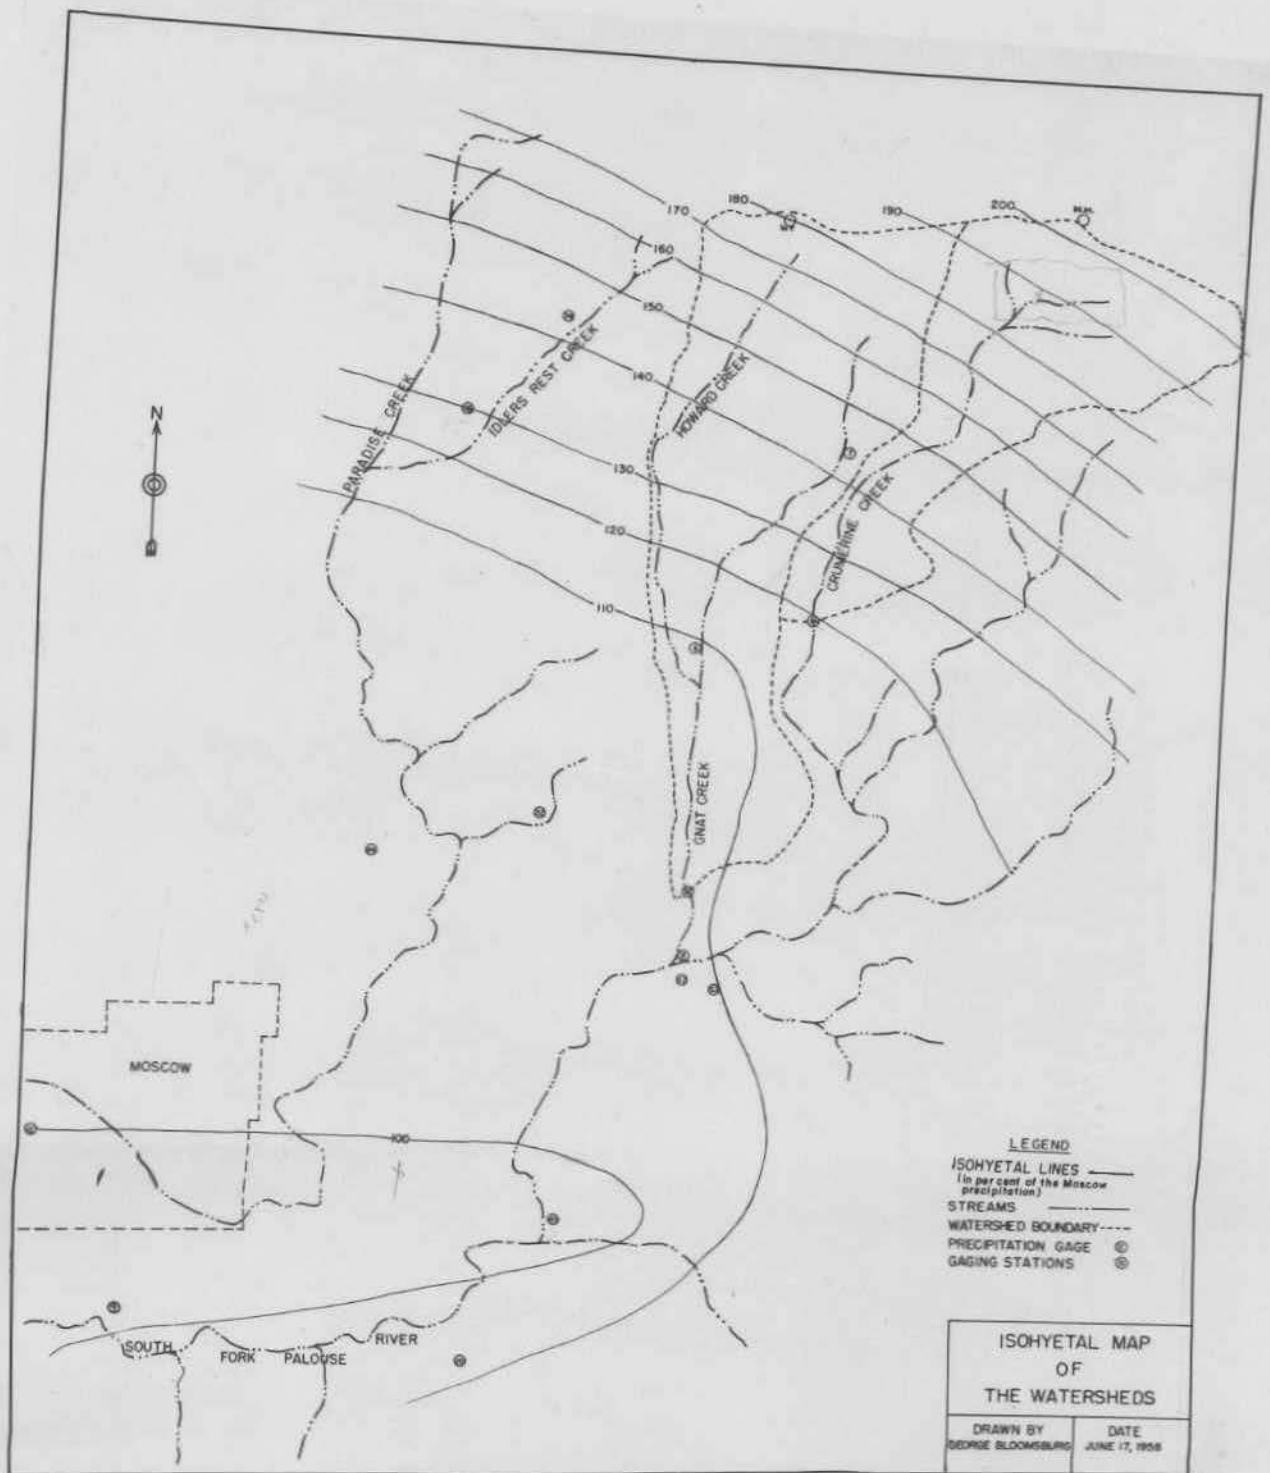 170
180
190
200
M.M.
160
150
140
130
120
110
100
N
PARADISE CREEK
IDLERS REST CREEK
HOWARD CREEK
CRUMERINE CREEK
GNAT CREEK
MOSCOW
SOUTH FORK PALOUSE RIVER
LEGEND
ISOHYETAL LINES
(in per cent of the Moscow
precipitation)
STREAMS
WATERSHED BOUNDARY
PRECIPITATION GAGE
GAGING STATIONS
ISOHYETAL MAP
OF
THE WATERSHEDS
DRAWN BY
GEORGE BLOOMSBURG
DATE
JUNE 17, 1958